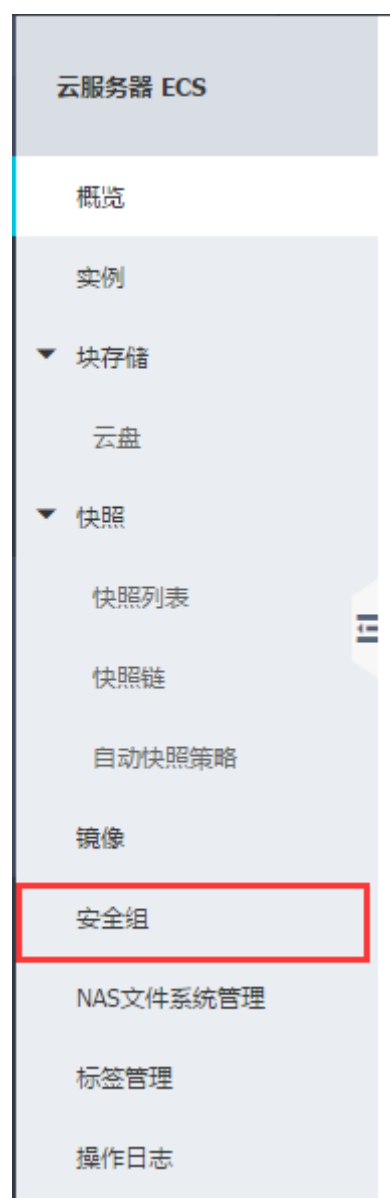 云服务器 ECS
概览
实例
块存储
云盘
快照
快照列表
快照链
自动快照策略
镜像
安全组
NAS文件系统管理
标签管理
操作日志